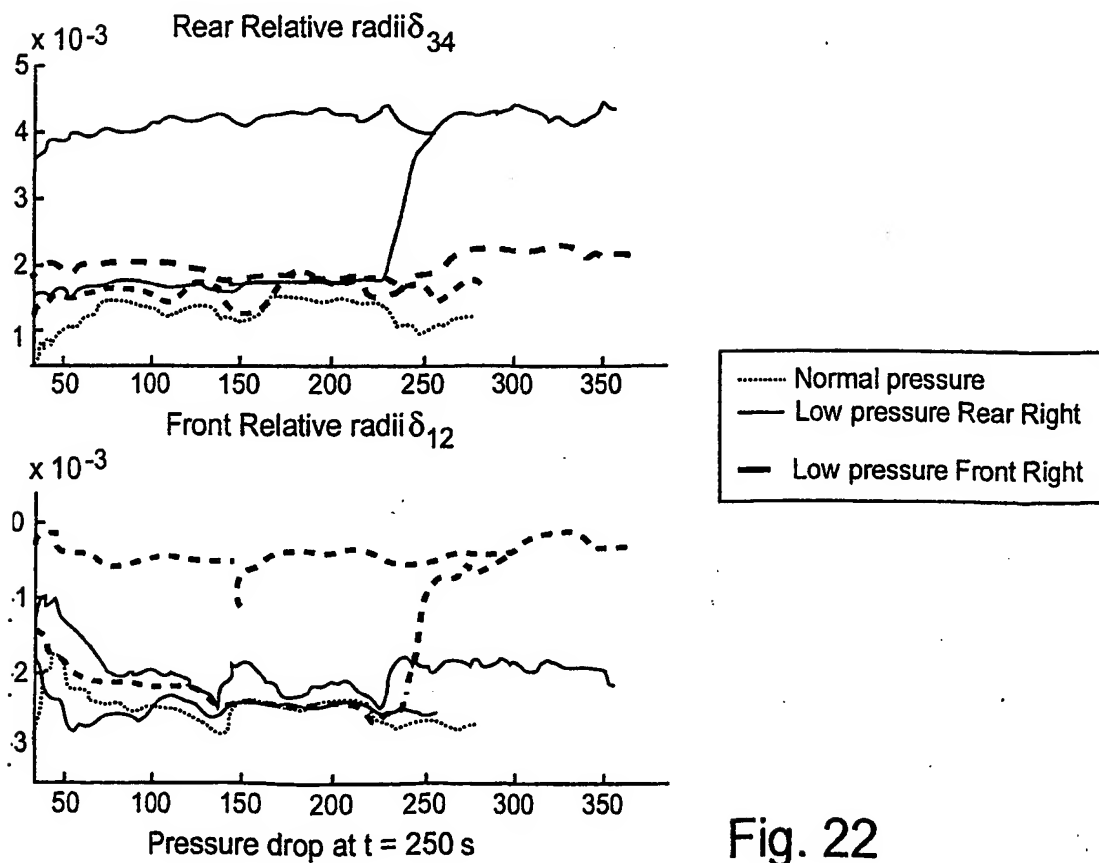 Rear Relative radii δ34
x 10-3
5
4
3
2
1
50 100 150 200 250 300 350
Front Relative radii δ12
x 10-3
0
1
2
3
50 100 150 200 250 300 350
Pressure drop at t = 250 s
Normal pressure
Low pressure Rear Right
Low pressure Front Right
Fig. 22